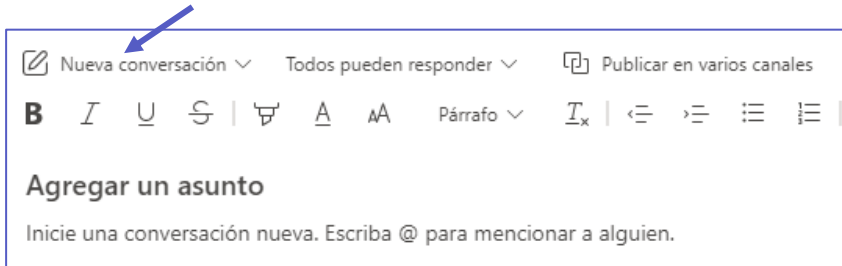 Nueva conversación Todos pueden responder Publicar en varios canales
B I U S A AA Párrafo Tx
Agregar un asunto
Inicie una conversación nueva. Escriba @ para mencionar a alguien.